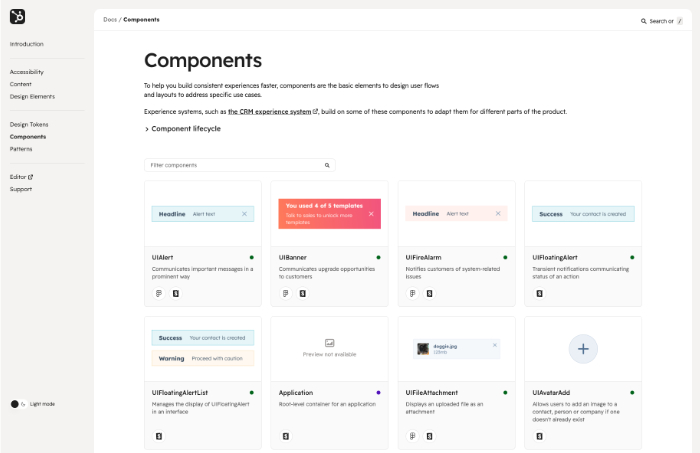 Docs / Components
Search or /
Introduction
Accessibility
Content
Design Elements
Design Tokens
Components
Patterns
Editor
Support
Light mode
Components
To help you build consistent experiences faster, components are the basic elements to design user flows
and layouts to address specific use cases.
Experience systems, such as the CRM experience system, build on some of these components to adapt them for different parts of the product.
Component lifecycle
Filter components
Headline Alert text
UIAlert
Communicates important messages in a
prominent way
You used 4 of 5 templates
Talk to sales to unlock more
templates
UIBanner
Communicates upgrade opportunities
to customers
Headline Alert text
UIFireAlarm
Notifies customers of system-related
issues
Success Your contact is created
UIFloatingAlert
Transient notifications communicating
status of an action
Success Your contact is created
Warning Proceed with caution
UIFloatingAlertList
Manages the display of UIFloatingAlert
in an interface
Preview not available
Application
Root-level container for an application
doggie.jpg
128mb
UIFileAttachment
Displays an uploaded file as an
attachment
UIAvatarAdd
Allows users to add an image to a
contact, person or company if one
doesn't already exist